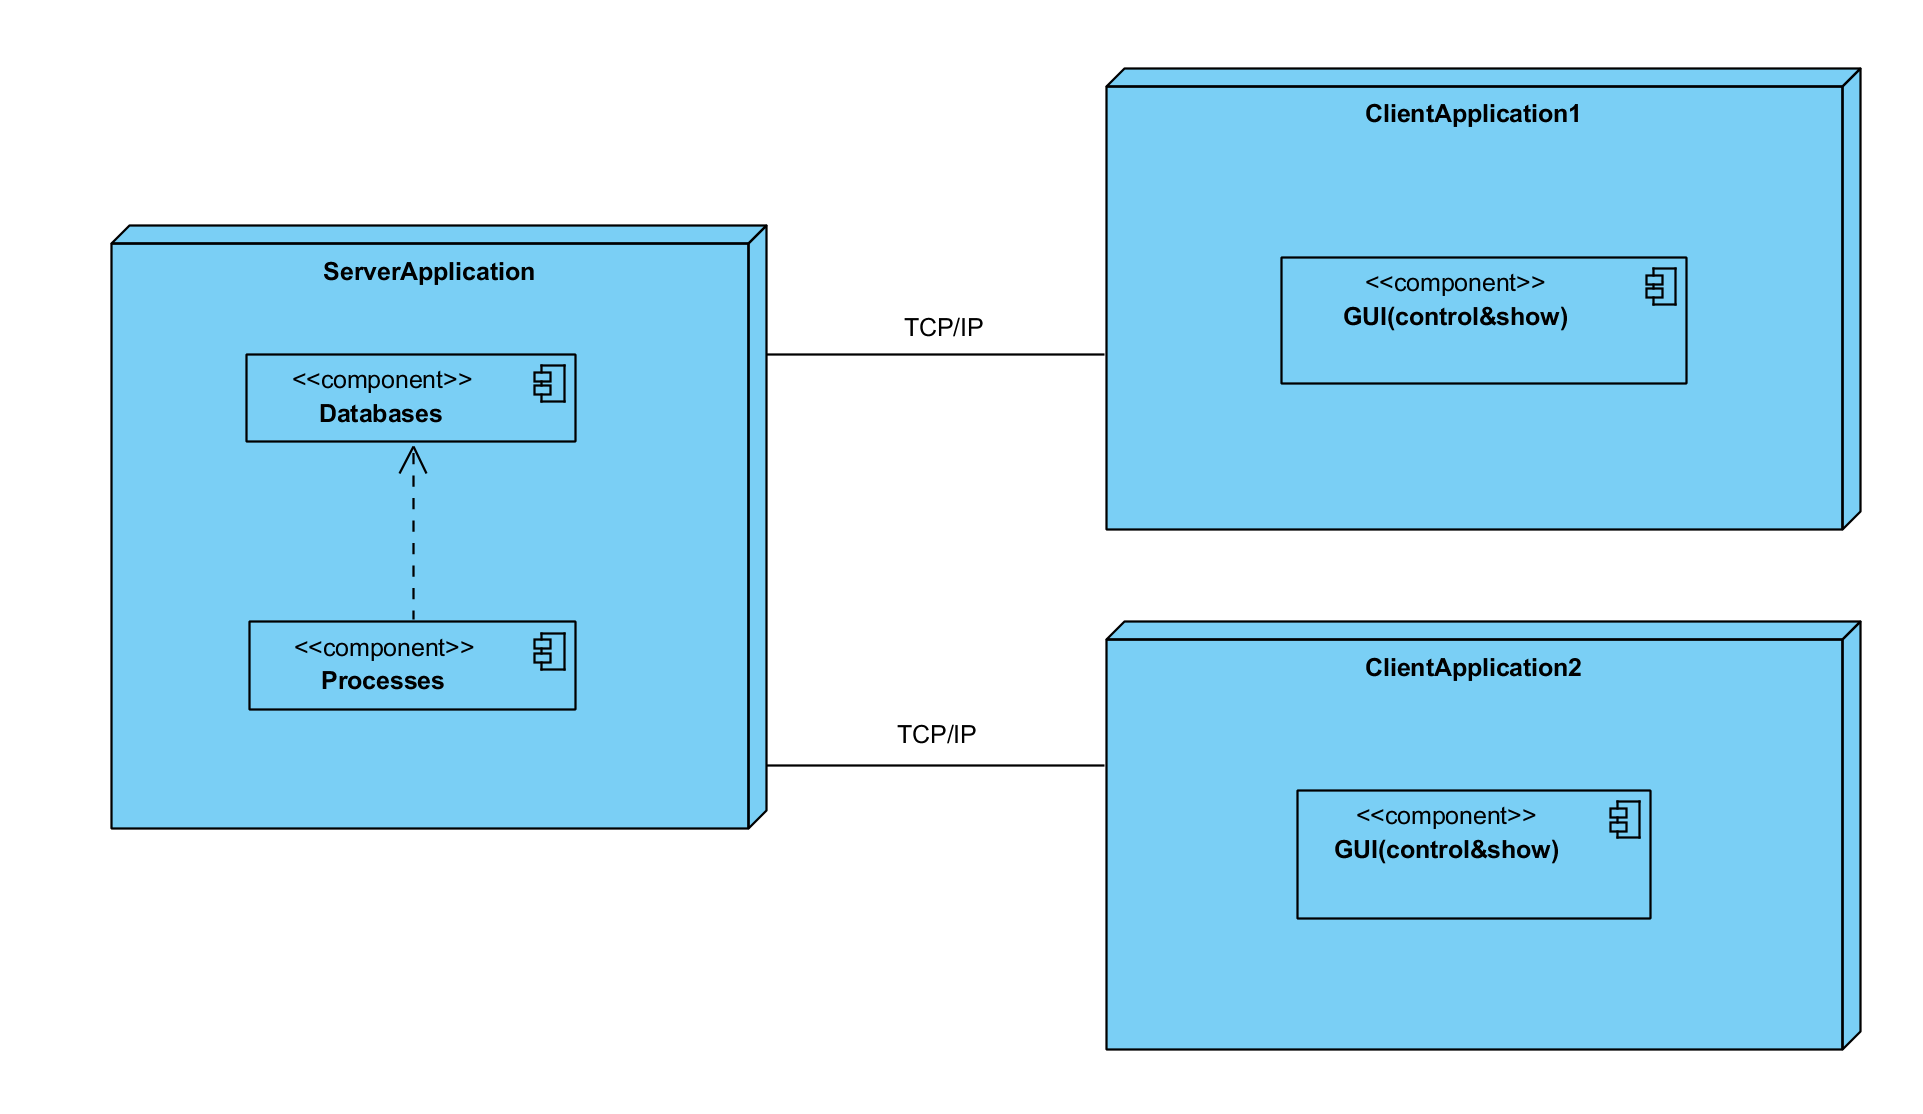 ServerApplication
<<component>>
Databases
<<component>>
Processes
TCP/IP
TCP/IP
ClientApplication1
<<component>>
GUI(control&show)
ClientApplication2
<<component>>
GUI(control&show)